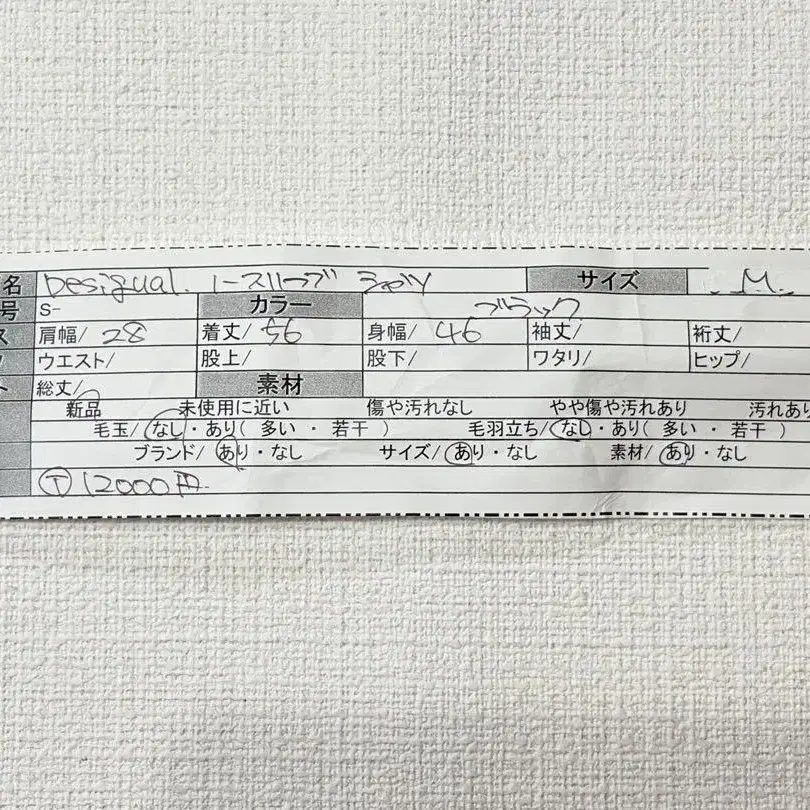 名 Desigual. ノースリーブ シャツ サイズ M
号 S- カラー ブラック
ス 肩幅/ 28 着丈/ 56 身幅/ 46 袖丈/ 裄丈/
ウエスト/ 股上/ 股下/ ワタリ/ ヒップ/
ト 総丈/ 素材
新品 未使用に近い 傷や汚れなし やや傷や汚れあり 汚れあり
毛玉/ なし・あり( 多い ・ 若干 ) 毛羽立ち/ なし・あり( 多い ・ 若干 )
ブランド/ あり・なし サイズ/ あり・なし 素材/ あり・なし
Ⓣ 12000円.